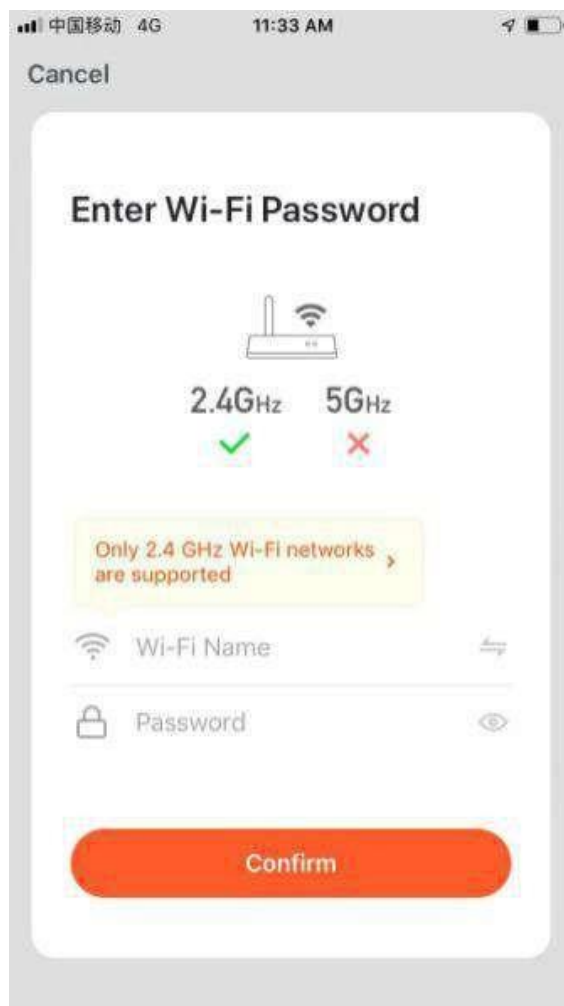 中国移动 4G 11:33 AM
Cancel
Enter Wi-Fi Password
2.4GHz 5GHz
Only 2.4 GHz Wi-Fi networks
are supported
Wi-Fi Name
Password
Confirm